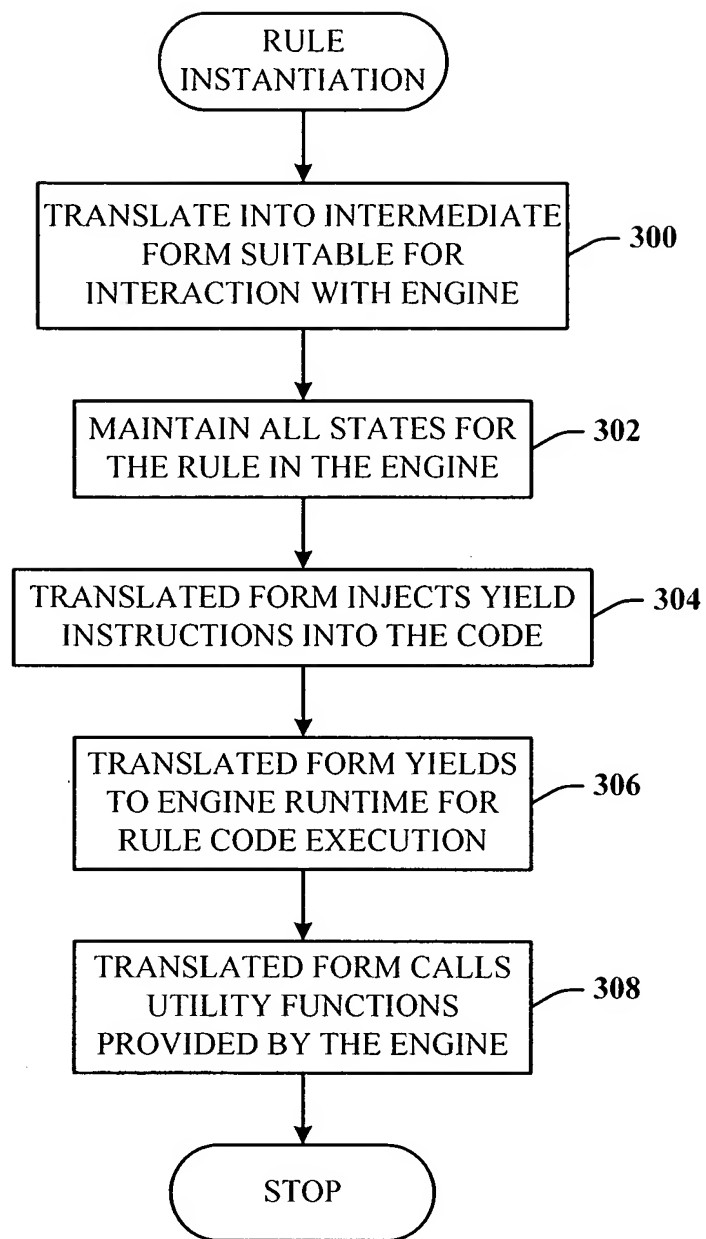 RULE
INSTANTIATION
TRANSLATE INTO INTERMEDIATE
FORM SUITABLE FOR
INTERACTION WITH ENGINE
300
MAINTAIN ALL STATES FOR
THE RULE IN THE ENGINE
302
TRANSLATED FORM INJECTS YIELD
INSTRUCTIONS INTO THE CODE
304
TRANSLATED FORM YIELDS
TO ENGINE RUNTIME FOR
RULE CODE EXECUTION
306
TRANSLATED FORM CALLS
UTILITY FUNCTIONS
PROVIDED BY THE ENGINE
308
STOP